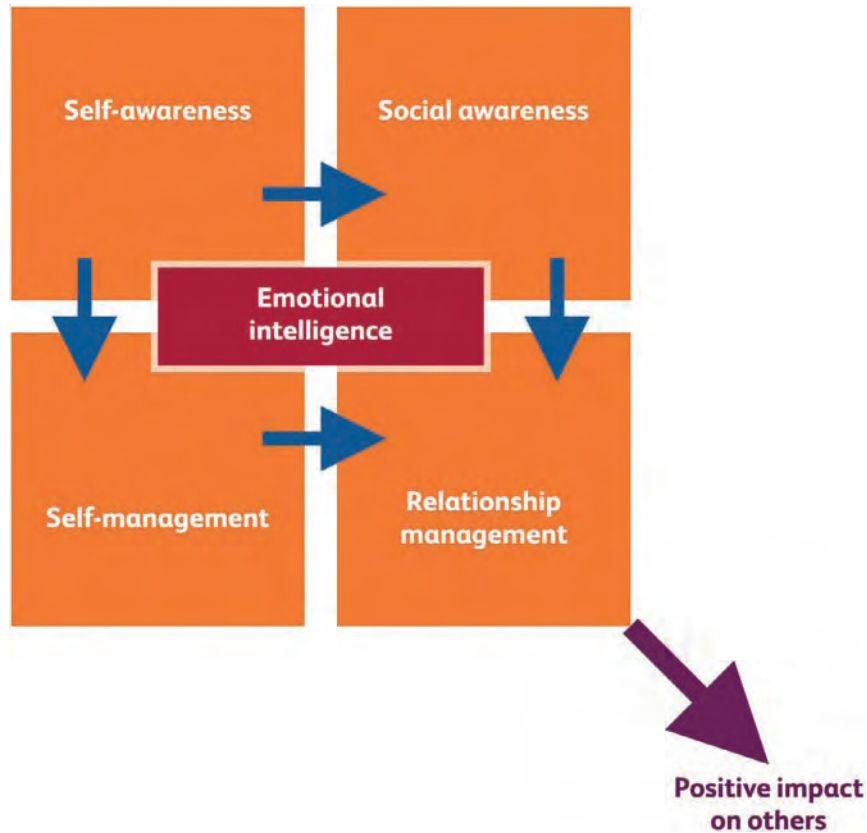 Self-awareness
Social awareness
Emotional
intelligence
Self-management
Relationship
management
Positive impact
on others